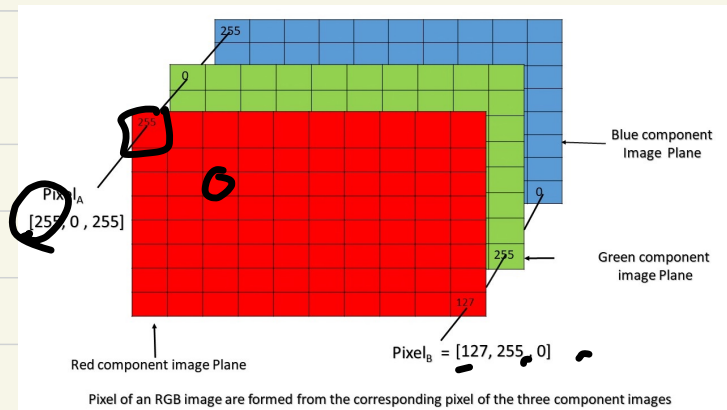 255
0
255
Blue component
Image Plane
Pixel_A
[255, 0 , 255]
0
255
Green component
image Plane
127
Pixel_B = [127, 255, 0]
Red component image Plane
Pixel of an RGB image are formed from the corresponding pixel of the three component images